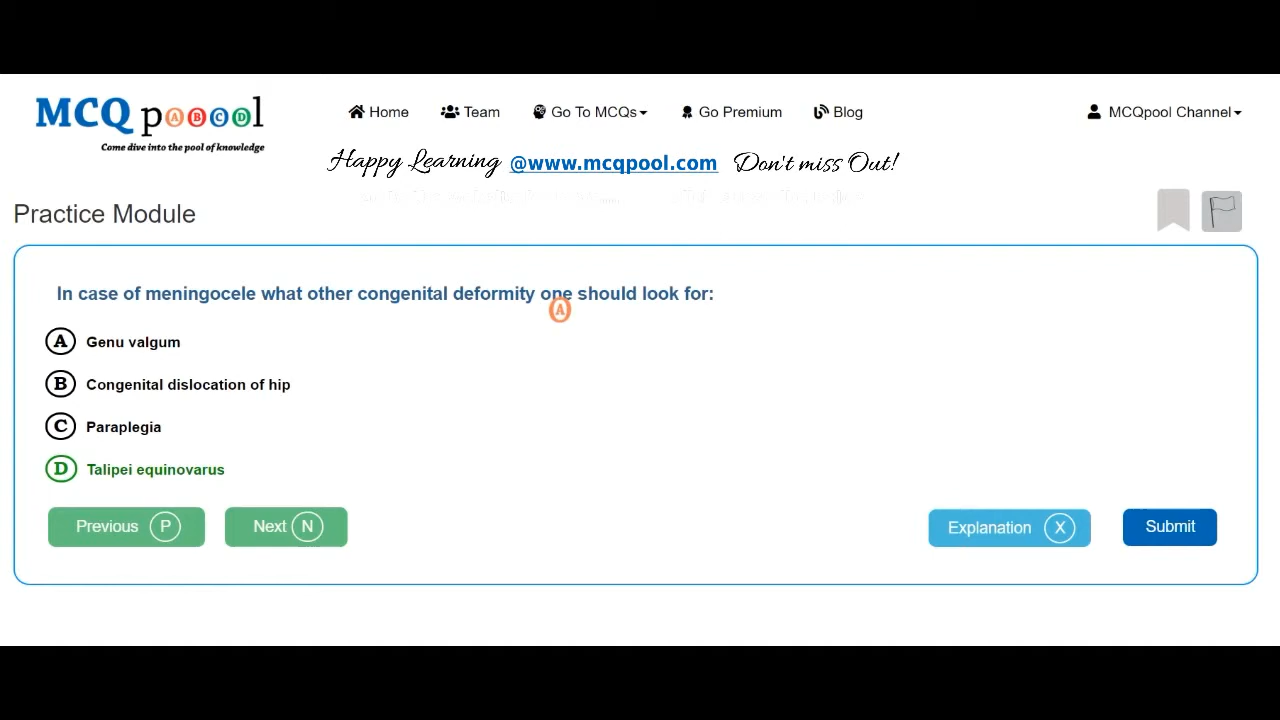 MCQ pABCDl
Come dive into the pool of knowledge
Home Team Go To MCQs Go Premium Blog MCQpool Channel
Happy Learning @www.mcqpool.com Don't miss Out!
Practice Module
In case of meningocele what other congenital deformity one should look for:
A
A Genu valgum
B Congenital dislocation of hip
C Paraplegia
D Talipei equinovarus
Previous P Next N Explanation X Submit